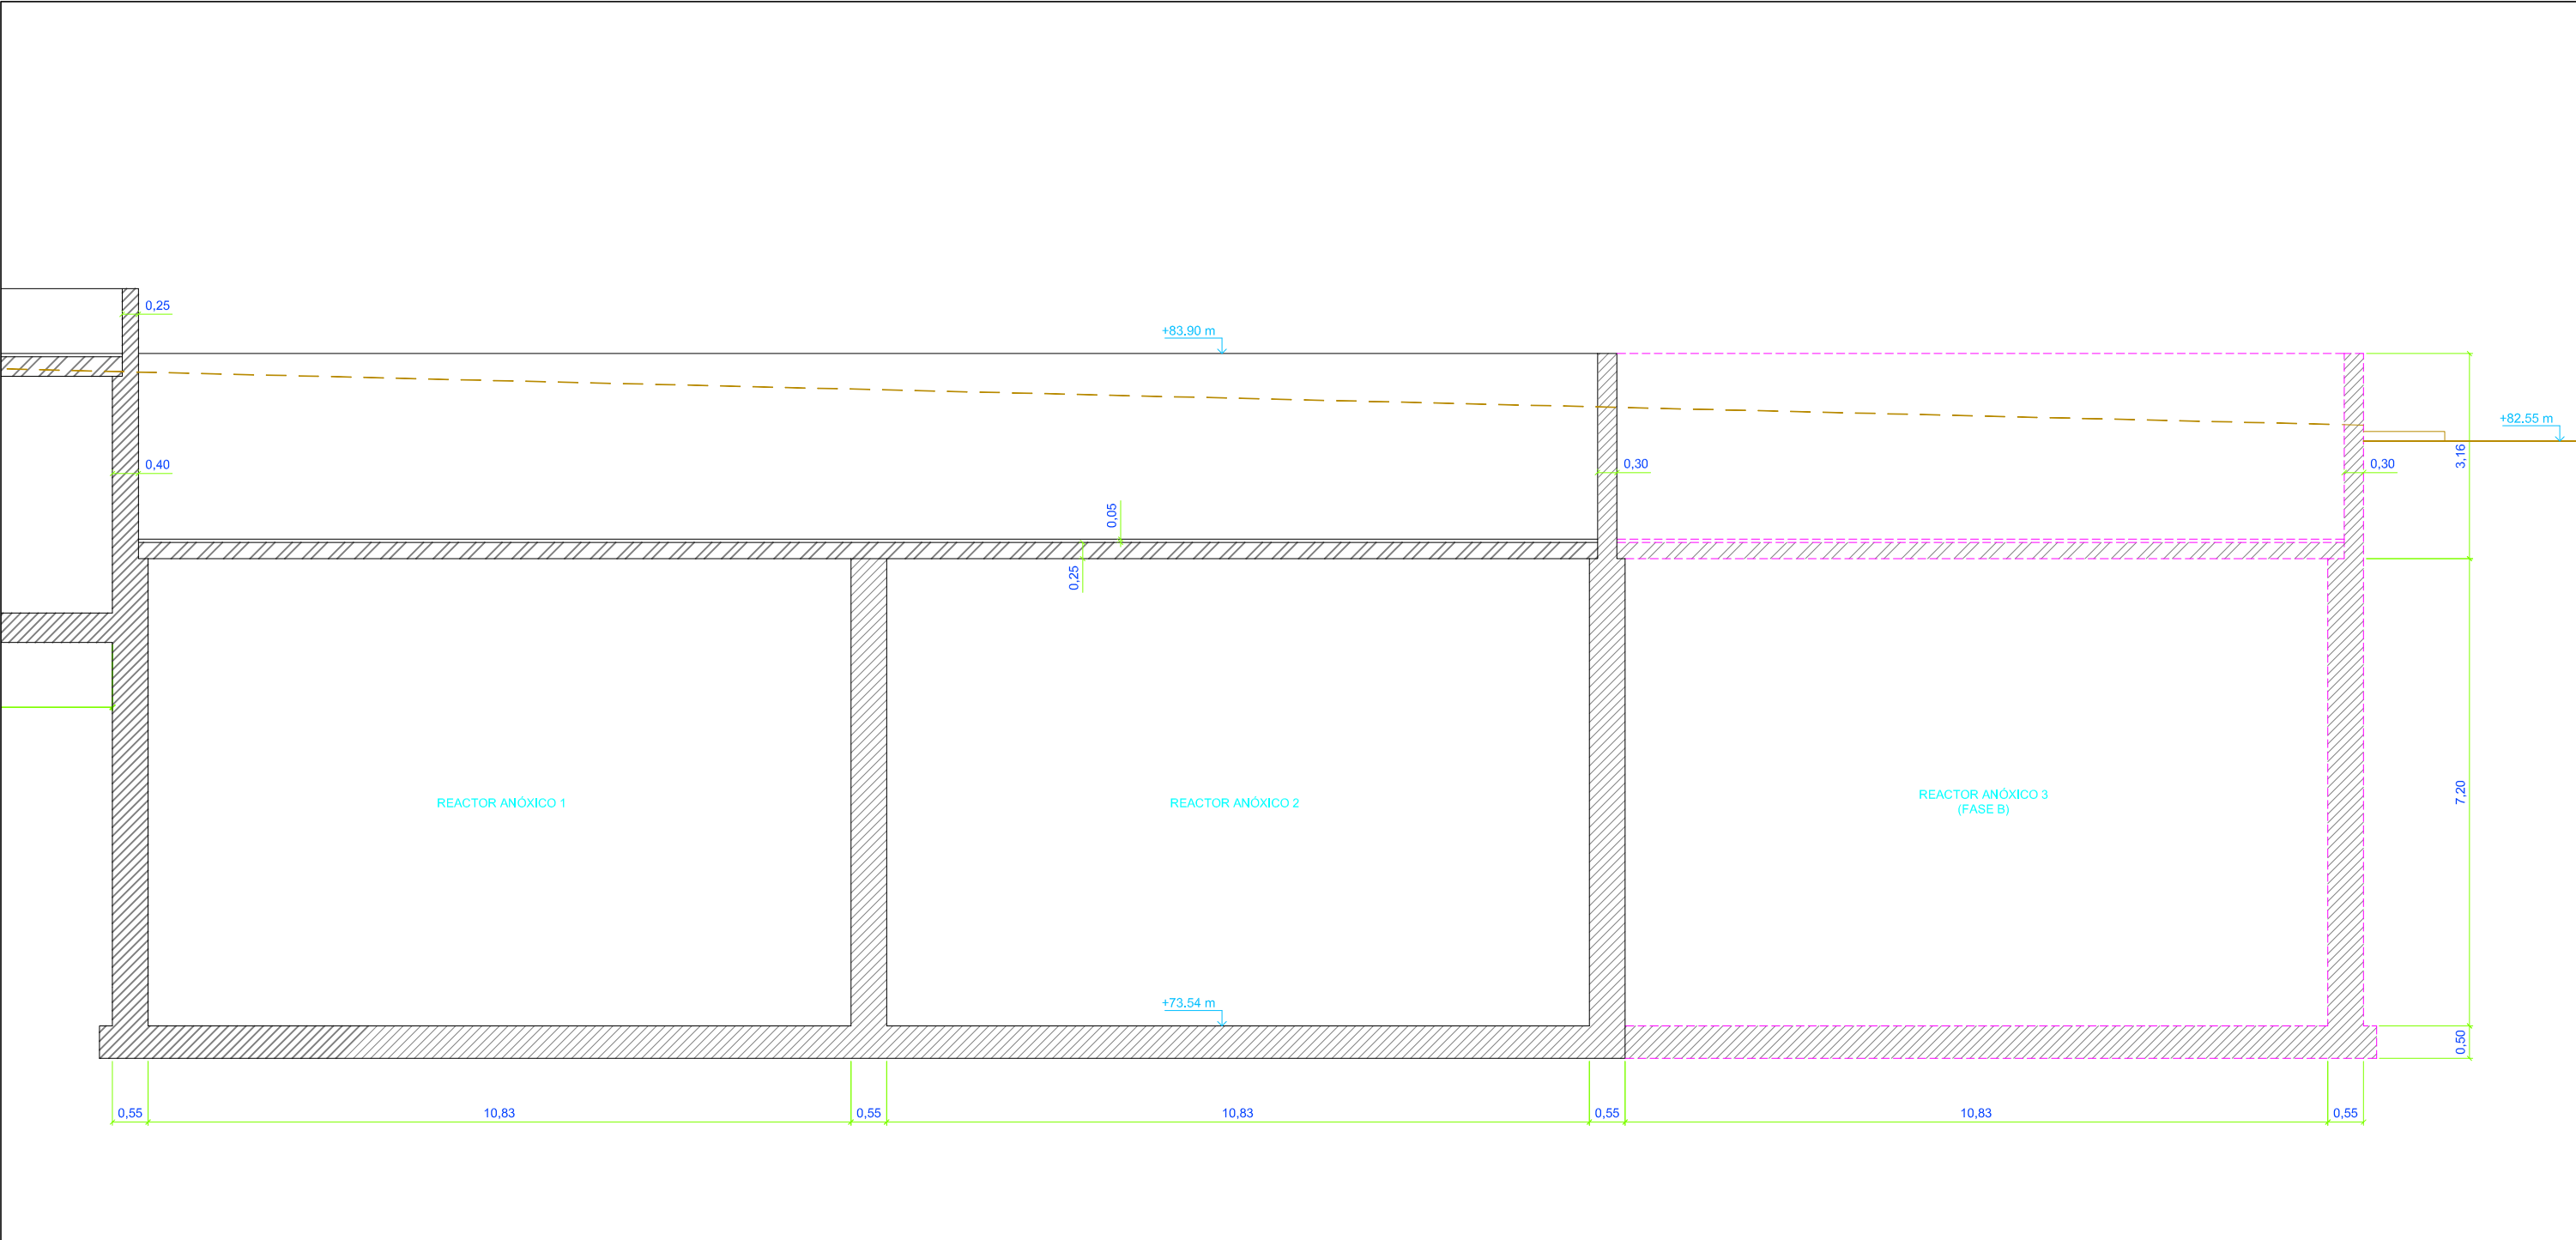 0,25
+83.90 m
+82.55 m
0,40
0,30
0,30
3,16
0,05
0,25
REACTOR ANÓXICO 1
REACTOR ANÓXICO 2
REACTOR ANÓXICO 3
(FASE B)
7,20
+73.54 m
0,50
0,55
10,83
0,55
10,83
0,55
10,83
0,55